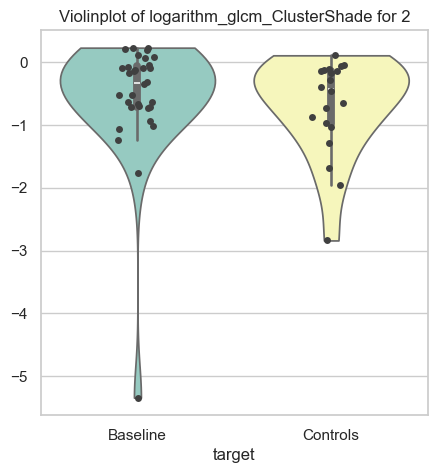 Violinplot of logarithm_glcm_ClusterShade for 2
0
−1
−2
−3
−4
−5
Baseline
Controls
target